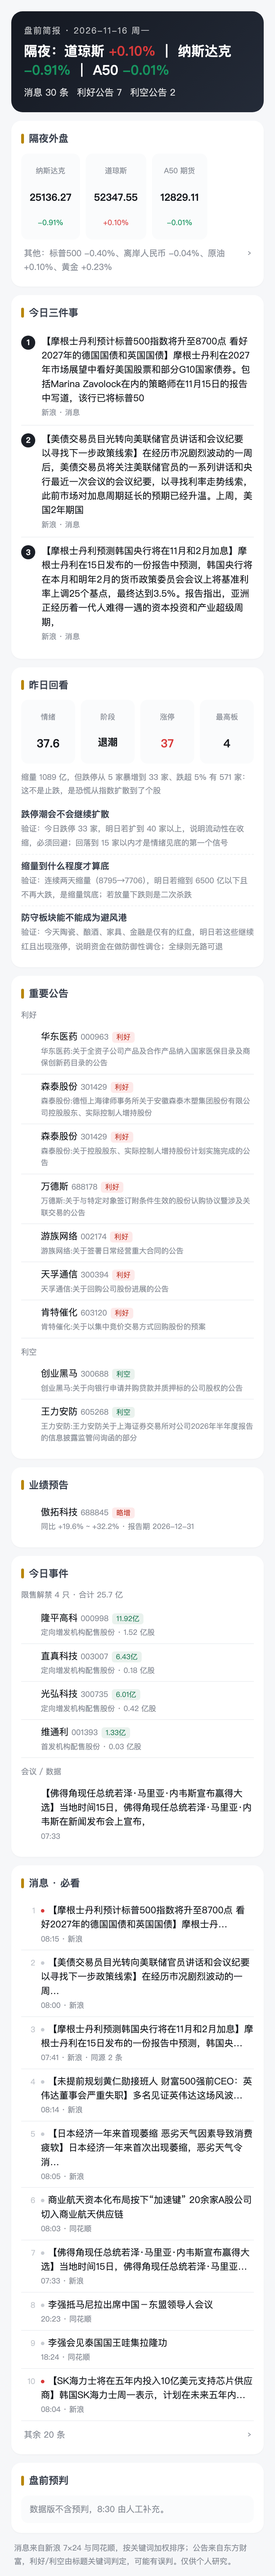 盘前简报 · 2026-11-16 周一
隔夜：道琼斯 +0.10% ｜ 纳斯达克
-0.91% ｜ A50 -0.01%
消息 30 条 利好公告 7 利空公告 2
隔夜外盘
纳斯达克
道琼斯
A50 期货
25136.27
52347.55
12829.11
-0.91%
+0.10%
-0.01%
其他：标普500 -0.40%、离岸人民币 -0.04%、原油
+0.10%、黄金 +0.23%
›
今日三件事
1
【摩根士丹利预计标普500指数将升至8700点 看好
2027年的德国国债和英国国债】摩根士丹利在2027
年市场展望中看好美国股票和部分G10国家债券。包
括Marina Zavolock在内的策略师在11月15日的报告
中写道，该行已将标普50
新浪 · 消息
2
【美债交易员目光转向美联储官员讲话和会议纪要
以寻找下一步政策线索】在经历市况剧烈波动的一周
后，美债交易员将关注美联储官员的一系列讲话和央
行最近一次会议的会议纪要，以寻找利率走势线索，
此前市场对加息周期延长的预期已经升温。上周，美
国2年期国
新浪 · 消息
3
【摩根士丹利预测韩国央行将在11月和2月加息】摩
根士丹利在15日发布的一份报告中预测，韩国央行将
在本月和明年2月的货币政策委员会会议上将基准利
率上调25个基点，最终达到3.5%。报告指出，亚洲
正经历着一代人难得一遇的资本投资和产业超级周
期，
新浪 · 消息
昨日回看
情绪
阶段
涨停
最高板
37.6
退潮
37
4
缩量 1089 亿，但跌停从 5 家暴增到 33 家、跌超 5% 有 571 家：
这不是止跌，是恐慌从指数扩散到了个股
跌停潮会不会继续扩散
验证：今日跌停 33 家，明日若扩到 40 家以上，说明流动性在收
缩，必须回避；回落到 15 家以内才是情绪见底的第一个信号
缩量到什么程度才算底
验证：连续两天缩量（8795→7706），明日若缩到 6500 亿以下且
不再大跌，是缩量筑底；若放量下跌则是二次杀跌
防守板块能不能成为避风港
验证：今天陶瓷、酿酒、家具、金融是仅有的红盘，明日若这些继续
红且出现涨停，说明资金在做防御性调仓；全绿则无路可退
重要公告
利好
华东医药 000963 利好
华东医药:关于全资子公司产品及合作产品纳入国家医保目录及商
保创新药目录的公告
森泰股份 301429 利好
森泰股份:德恒上海律师事务所关于安徽森泰木塑集团股份有限公
司控股股东、实际控制人增持股份
森泰股份 301429 利好
森泰股份:关于控股股东、实际控制人增持股份计划实施完成的公
告
万德斯 688178 利好
万德斯:关于与特定对象签订附条件生效的股份认购协议暨涉及关
联交易的公告
游族网络 002174 利好
游族网络:关于签署日常经营重大合同的公告
天孚通信 300394 利好
天孚通信:关于回购公司股份进展的公告
肯特催化 603120 利好
肯特催化:关于以集中竞价交易方式回购股份的预案
利空
创业黑马 300688 利空
创业黑马:关于向银行申请并购贷款并质押标的公司股权的公告
王力安防 605268 利空
王力安防:王力安防关于上海证券交易所对公司2026年半年度报告
的信息披露监管问询函的部分
业绩预告
傲拓科技 688845 略增
同比 +19.6% ~ +32.2% · 报告期 2026-12-31
今日事件
限售解禁 4 只 · 合计 25.7 亿
隆平高科 000998 11.92亿
定向增发机构配售股份 · 1.52 亿股
直真科技 003007 6.43亿
定向增发机构配售股份 · 0.18 亿股
光弘科技 300735 6.01亿
定向增发机构配售股份 · 0.42 亿股
维通利 001393 1.33亿
首发机构配售股份 · 0.03 亿股
会议 / 数据
【佛得角现任总统若泽·马里亚·内韦斯宣布赢得大
选】当地时间15日，佛得角现任总统若泽·马里亚·内
韦斯在新闻发布会上宣布，
07:33
消息 · 必看
1 【摩根士丹利预计标普500指数将升至8700点 看
好2027年的德国国债和英国国债】摩根士丹…
08:15 · 新浪
2 【美债交易员目光转向美联储官员讲话和会议纪要
以寻找下一步政策线索】在经历市况剧烈波动的一
周…
08:00 · 新浪
3 【摩根士丹利预测韩国央行将在11月和2月加息】摩
根士丹利在15日发布的一份报告中预测，韩国央…
07:41 · 新浪 · 同源 2 条
4 【未提前规划黄仁勋接班人 财富500强前CEO：英
伟达董事会严重失职】多名见证英伟达这场风波…
08:14 · 新浪
5 【日本经济一年来首现萎缩 恶劣天气因素导致消费
疲软】日本经济一年来首次出现萎缩，恶劣天气令
消…
08:05 · 新浪
6 商业航天资本化布局按下“加速键” 20余家A股公司
切入商业航天供应链
08:03 · 同花顺
7 【佛得角现任总统若泽·马里亚·内韦斯宣布赢得大
选】当地时间15日，佛得角现任总统若泽·马里亚…
07:33 · 新浪
8 李强抵马尼拉出席中国－东盟领导人会议
20:23 · 同花顺
9 李强会见泰国国王哇集拉隆功
18:24 · 同花顺
10 【SK海力士将在五年内投入10亿美元支持芯片供应
商】韩国SK海力士周一表示，计划在未来五年内…
08:04 · 新浪
其余 20 条
›
盘前预判
数据版不含预判，8:30 由人工补充。
消息来自新浪 7x24 与同花顺，按关键词加权排序；公告来自东方财
富，利好/利空由标题关键词判定，可能有误判。仅供个人研究。